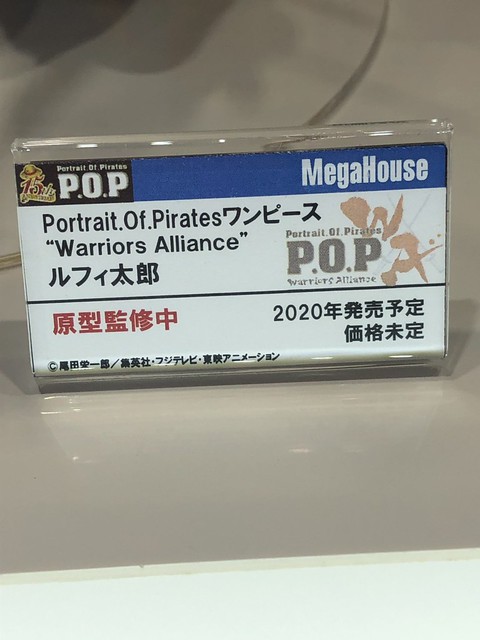 15th
ANNIVERSARY
Portrait.Of.Pirates
P.O.P
MegaHouse
Portrait.Of.Piratesワンピース
“Warriors Alliance”
ルフィ太郎
Portrait.Of.Pirates
P.O.P
WA
Warriors Alliance
原型監修中
2020年発売予定
価格未定
©尾田栄一郎／集英社・フジテレビ・東映アニメーション